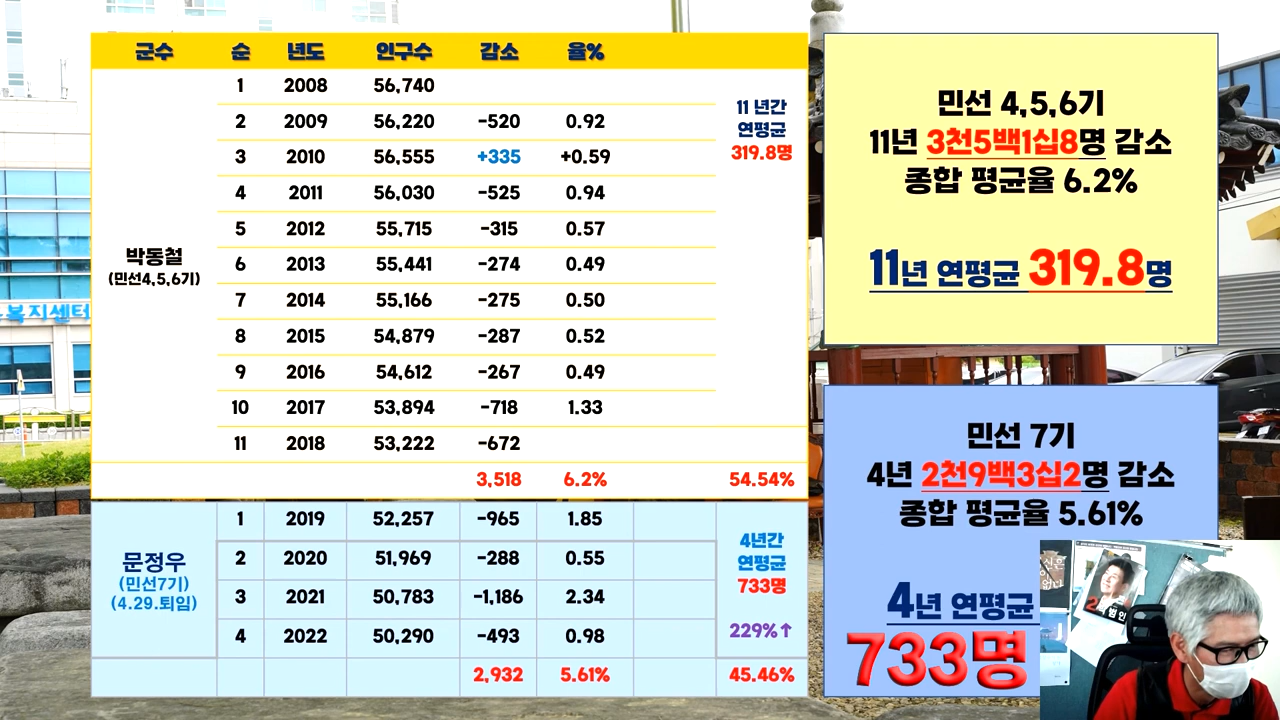 군수 순 년도 인구수 감소 율%
1 2008 56,740
2 2009 56,220 -520 0.92
3 2010 56,555 +335 +0.59
4 2011 56,030 -525 0.94
5 2012 55,715 -315 0.57
6 2013 55,441 -274 0.49
7 2014 55,166 -275 0.50
8 2015 54,879 -287 0.52
9 2016 54,612 -267 0.49
10 2017 53,894 -718 1.33
11 2018 53,222 -672
박동철
(민선4,5,6기)
11 년간
연평균
319.8명
3,518 6.2% 54.54%
1 2019 52,257 -965 1.85
2 2020 51,969 -288 0.55
3 2021 50,783 -1,186 2.34
4 2022 50,290 -493 0.98
문정우
(민선7기)
(4.29.퇴임)
4년간
연평균
733명
229%↑
2,932 5.61% 45.46%
민선 4,5,6기
11년 3천5백1십8명 감소
종합 평균율 6.2%
11년 연평균 319.8명
민선 7기
4년 2천9백3십2명 감소
종합 평균율 5.61%
4년 연평균
733명
복지센터